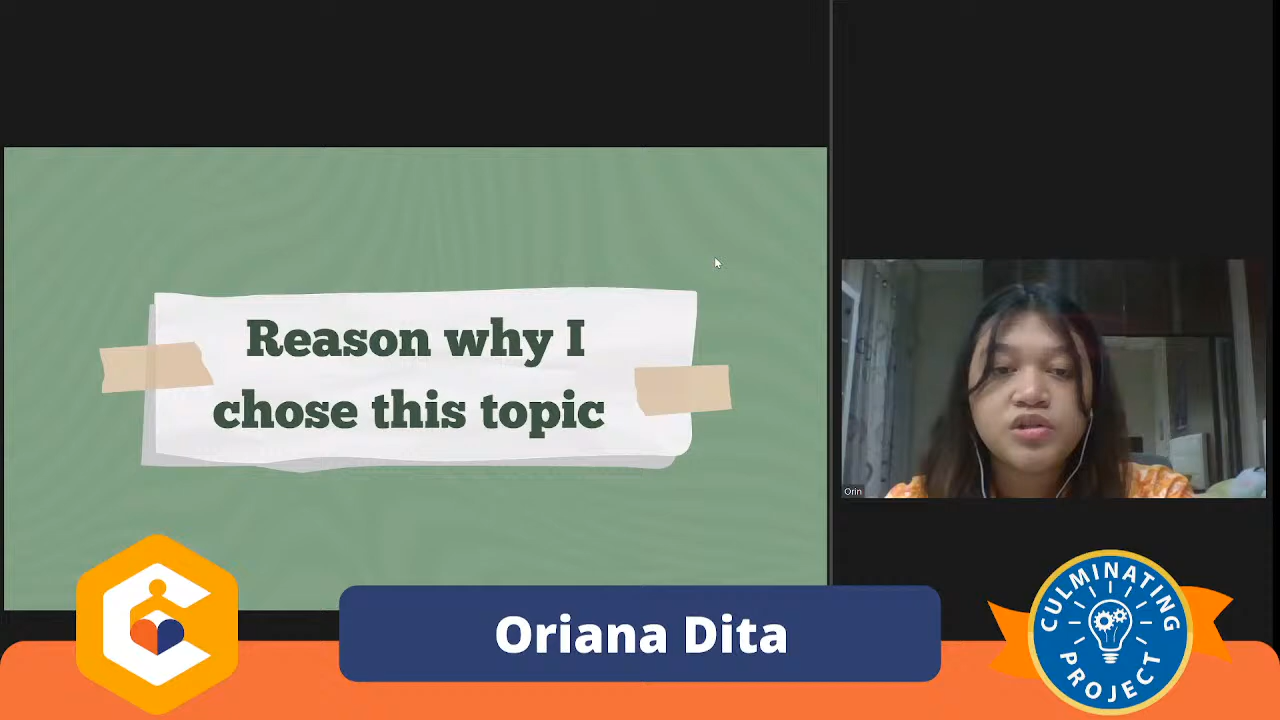 Reason why I
chose this topic
Orin
Oriana Dita
CULMINATING
PROJECT